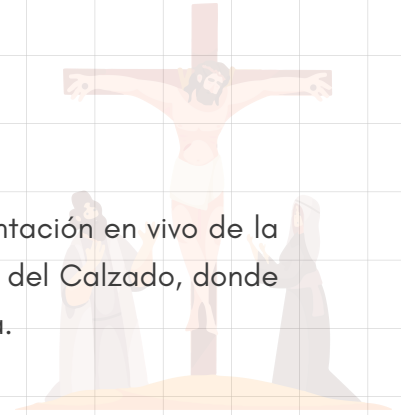 ntación en vivo de la
del Calzado, donde
a.